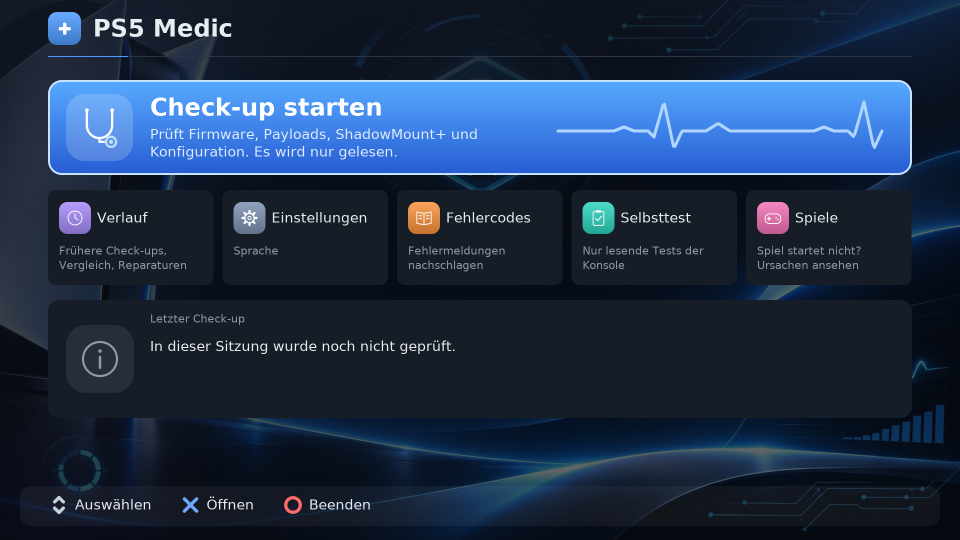 PS5 Medic
Check-up starten
Prüft Firmware, Payloads, ShadowMount+ und
Konfiguration. Es wird nur gelesen.
Verlauf
Frühere Check-ups,
Vergleich, Reparaturen
Einstellungen
Sprache
Fehlercodes
Fehlermeldungen
nachschlagen
Selbsttest
Nur lesende Tests der
Konsole
Spiele
Spiel startet nicht?
Ursachen ansehen
Letzter Check-up
In dieser Sitzung wurde noch nicht geprüft.
Auswählen
Öffnen
Beenden